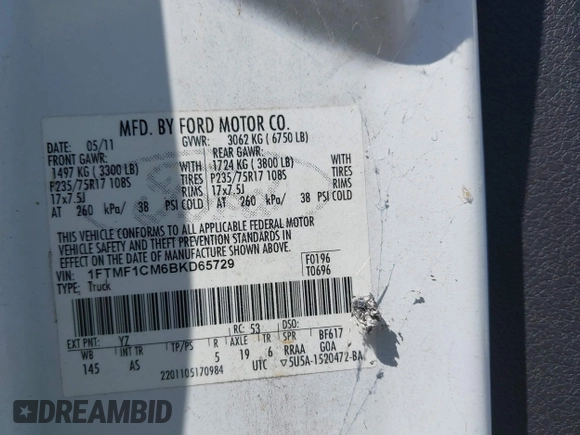 MFD. BY FORD MOTOR CO.
DATE: 05/11 GVWR: 3062 KG ( 6750 LB)
FRONT GAWR: REAR GAWR:
1497 KG ( 3300 LB) WITH 1724 KG ( 3800 LB) WITH
P235/75R17 108S TIRES P235/75R17 108S TIRES
17x7.5J RIMS 17x7.5J RIMS
AT 260 kPa/ 38 PSI COLD AT 260 kPa/ 38 PSI COLD
THIS VEHICLE CONFORMS TO ALL APPLICABLE FEDERAL MOTOR
VEHICLE SAFETY AND THEFT PREVENTION STANDARDS IN
EFFECT ON THE DATE OF MANUFACTURE SHOWN ABOVE.
VIN: 1FTMF1CM6BKD65729 F0196
TYPE: Truck T0696
EXT PNT: YZ RC: 53 DSO:
WB INT TR TP/PS R AXLE TR SPR BF617
145 AS 5 19 6 RRAA GOA
2201105170984 UTC ▽5U5A-1520472-BA
DREAMBID